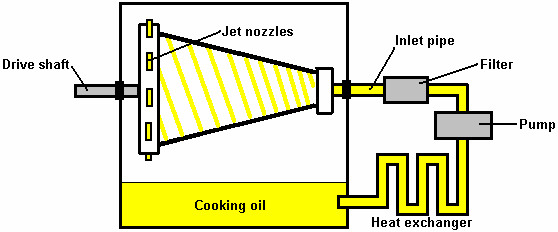 Jet nozzles
Inlet pipe
Drive shaft
Filter
Pump
Cooking oil
Heat exchanger